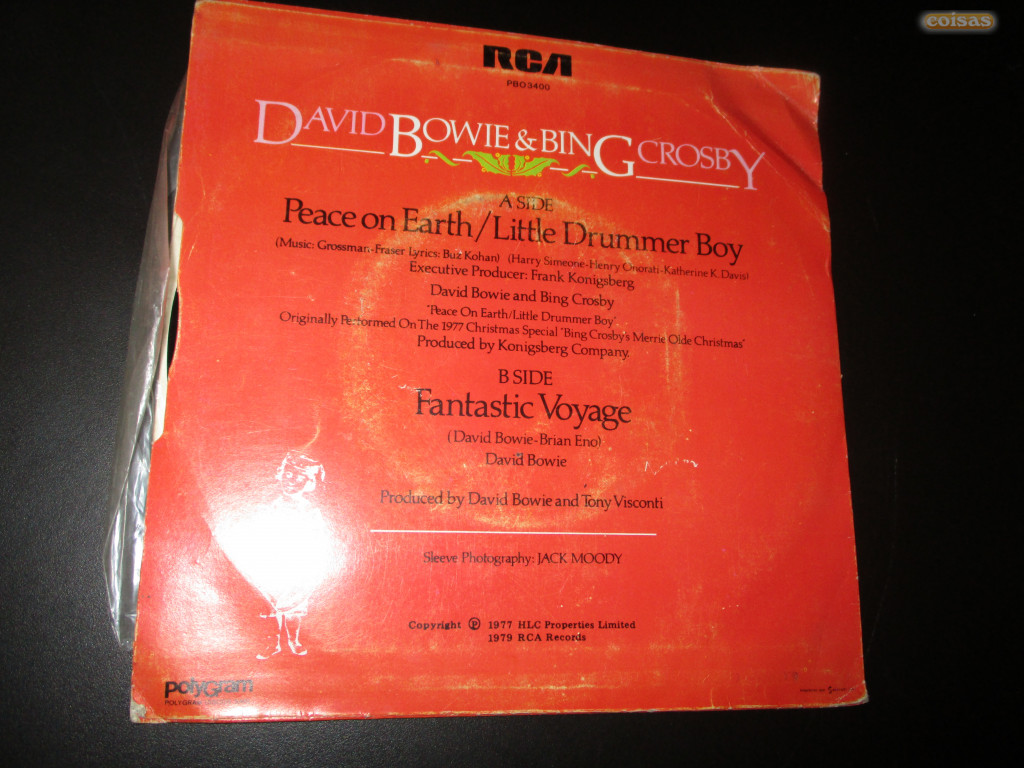 coisas
RCA
PBO3400
DAVID BOWIE & BING CROSBY
A SIDE
Peace on Earth/Little Drummer Boy
(Music: Grossman-Fraser Lyrics: Buz Kohan) (Harry Simeone-Henry Onorati-Katherine K. Davis)
Executive Producer: Frank Konigsberg
David Bowie and Bing Crosby
"Peace On Earth/Little Drummer Boy"
Originally Performed On The 1977 Christmas Special "Bing Crosby's Merrie Olde Christmas"
Produced by Konigsberg Company.
B SIDE
Fantastic Voyage
(David Bowie-Brian Eno)
David Bowie
Produced by David Bowie and Tony Visconti
Sleeve Photography: JACK MOODY
Copyright Ⓟ 1977 HLC Properties Limited
1979 RCA Records
polygram